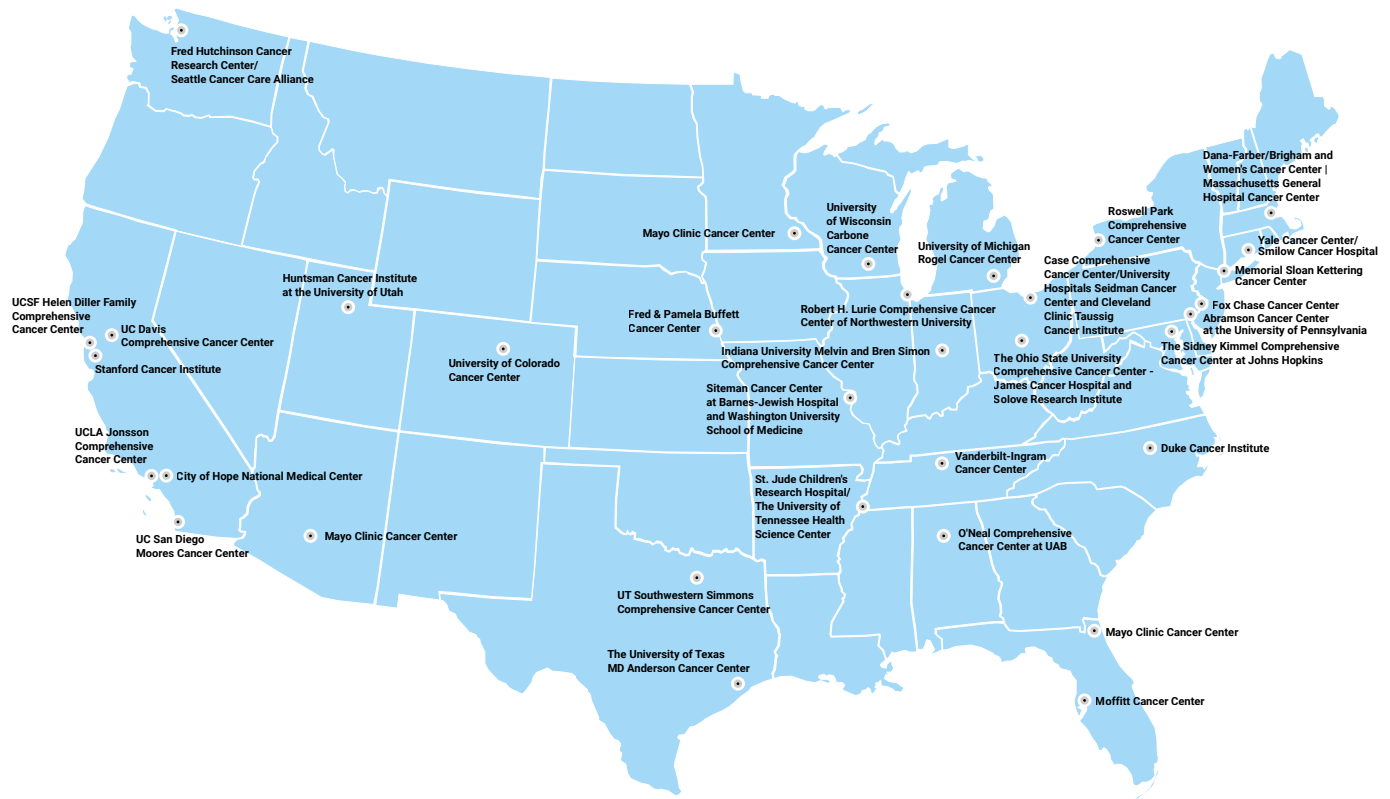 Fred Hutchinson Cancer
Research Center/
Seattle Cancer Care Alliance
Dana-Farber/Brigham and
Women's Cancer Center |
Massachusetts General
Hospital Cancer Center
University
of Wisconsin
Carbone
Cancer Center
Roswell Park
Comprehensive
Cancer Center
Mayo Clinic Cancer Center
University of Michigan
Rogel Cancer Center
Yale Cancer Center/
Smilow Cancer Hospital
Case Comprehensive
Cancer Center/University
Hospitals Seidman Cancer
Center and Cleveland
Clinic Taussig
Cancer Institute
Memorial Sloan Kettering
Cancer Center
Huntsman Cancer Institute
at the University of Utah
UCSF Helen Diller Family
Comprehensive
Cancer Center
UC Davis
Comprehensive Cancer Center
Stanford Cancer Institute
Fred & Pamela Buffett
Cancer Center
Robert H. Lurie Comprehensive Cancer
Center of Northwestern University
Fox Chase Cancer Center
Abramson Cancer Center
at the University of Pennsylvania
The Sidney Kimmel Comprehensive
Cancer Center at Johns Hopkins
University of Colorado
Cancer Center
Indiana University Melvin and Bren Simon
Comprehensive Cancer Center
The Ohio State University
Comprehensive Cancer Center -
James Cancer Hospital and
Solove Research Institute
Siteman Cancer Center
at Barnes-Jewish Hospital
and Washington University
School of Medicine
UCLA Jonsson
Comprehensive
Cancer Center
City of Hope National Medical Center
Vanderbilt-Ingram
Cancer Center
Duke Cancer Institute
St. Jude Children's
Research Hospital/
The University of
Tennessee Health
Science Center
UC San Diego
Moores Cancer Center
Mayo Clinic Cancer Center
O'Neal Comprehensive
Cancer Center at UAB
UT Southwestern Simmons
Comprehensive Cancer Center
Mayo Clinic Cancer Center
The University of Texas
MD Anderson Cancer Center
Moffitt Cancer Center